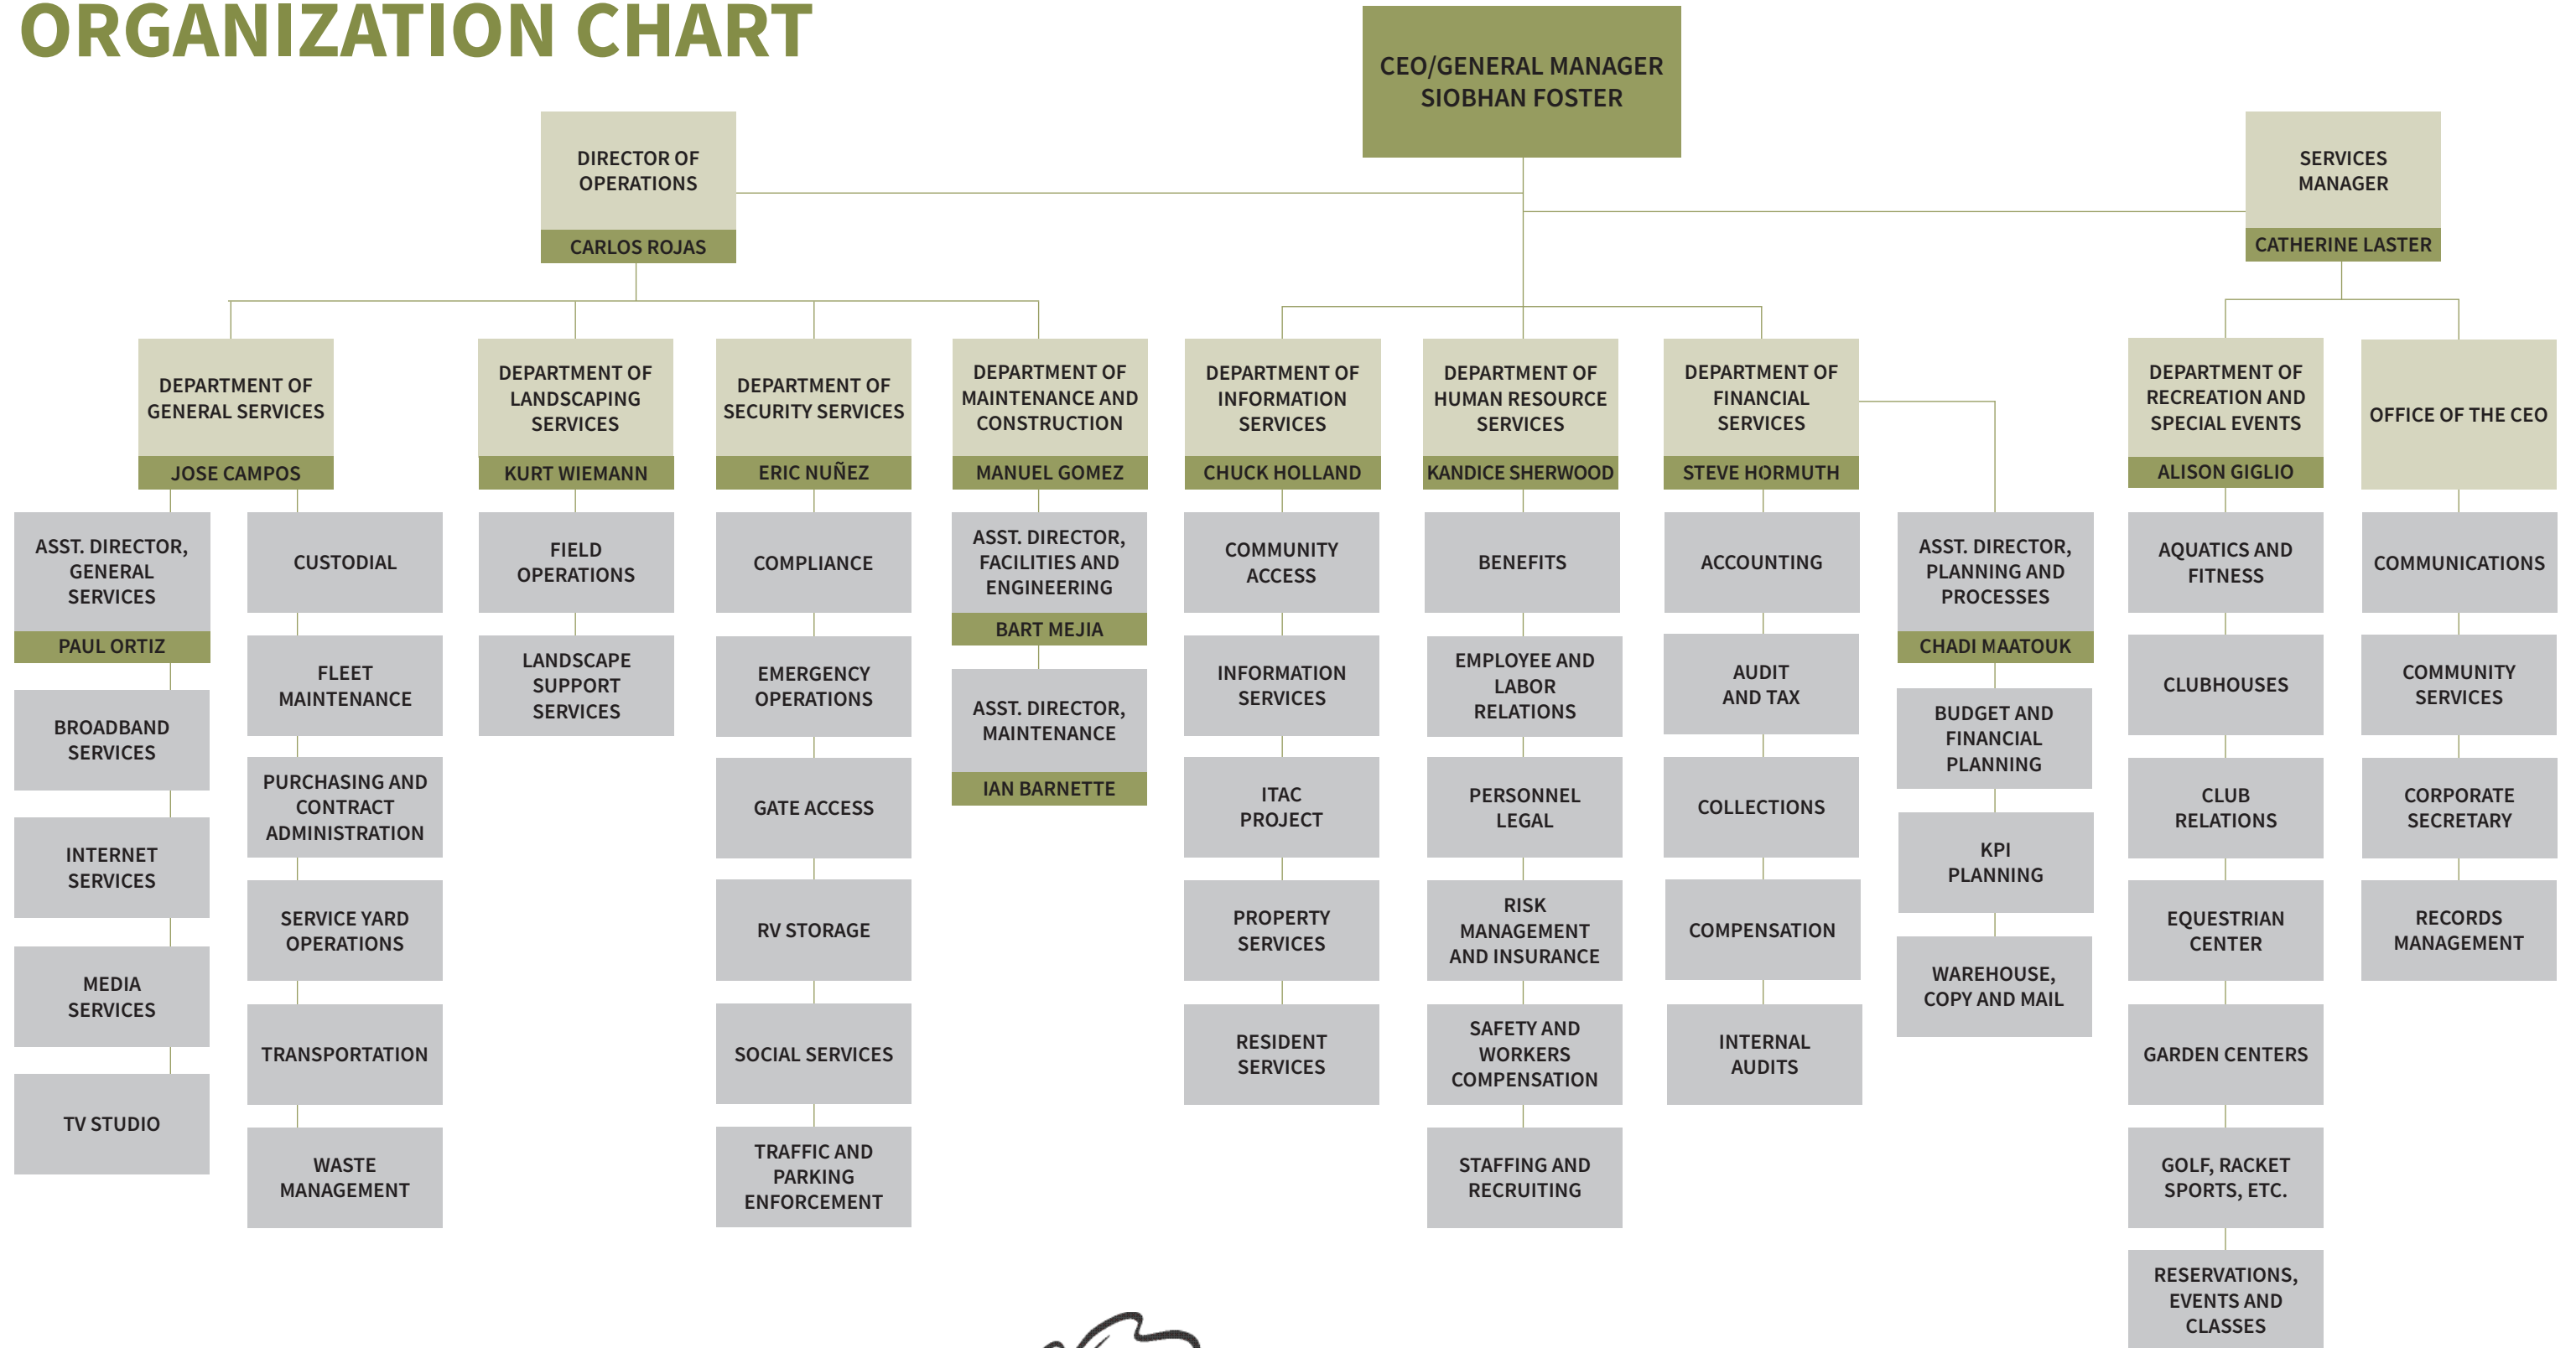 ORGANIZATION CHART
CEO/GENERAL MANAGER
SIOBHAN FOSTER
DIRECTOR OF
OPERATIONS
CARLOS ROJAS
SERVICES
MANAGER
CATHERINE LASTER
DEPARTMENT OF
GENERAL SERVICES
JOSE CAMPOS
DEPARTMENT OF
LANDSCAPING
SERVICES
KURT WIEMANN
DEPARTMENT OF
SECURITY SERVICES
ERIC NUÑEZ
DEPARTMENT OF
MAINTENANCE AND
CONSTRUCTION
MANUEL GOMEZ
DEPARTMENT OF
INFORMATION
SERVICES
CHUCK HOLLAND
DEPARTMENT OF
HUMAN RESOURCE
SERVICES
KANDICE SHERWOOD
DEPARTMENT OF
FINANCIAL
SERVICES
STEVE HORMUTH
DEPARTMENT OF
RECREATION AND
SPECIAL EVENTS
ALISON GIGLIO
OFFICE OF THE CEO
ASST. DIRECTOR,
GENERAL
SERVICES
PAUL ORTIZ
BROADBAND
SERVICES
INTERNET
SERVICES
MEDIA
SERVICES
TV STUDIO
CUSTODIAL
FLEET
MAINTENANCE
PURCHASING AND
CONTRACT
ADMINISTRATION
SERVICE YARD
OPERATIONS
TRANSPORTATION
WASTE
MANAGEMENT
FIELD
OPERATIONS
LANDSCAPE
SUPPORT
SERVICES
COMPLIANCE
EMERGENCY
OPERATIONS
GATE ACCESS
RV STORAGE
SOCIAL SERVICES
TRAFFIC AND
PARKING
ENFORCEMENT
ASST. DIRECTOR,
FACILITIES AND
ENGINEERING
BART MEJIA
ASST. DIRECTOR,
MAINTENANCE
IAN BARNETTE
COMMUNITY
ACCESS
INFORMATION
SERVICES
ITAC
PROJECT
PROPERTY
SERVICES
RESIDENT
SERVICES
BENEFITS
EMPLOYEE AND
LABOR
RELATIONS
PERSONNEL
LEGAL
RISK
MANAGEMENT
AND INSURANCE
SAFETY AND
WORKERS
COMPENSATION
STAFFING AND
RECRUITING
ACCOUNTING
AUDIT
AND TAX
COLLECTIONS
COMPENSATION
INTERNAL
AUDITS
ASST. DIRECTOR,
PLANNING AND
PROCESSES
CHADI MAATOUK
BUDGET AND
FINANCIAL
PLANNING
KPI
PLANNING
WAREHOUSE,
COPY AND MAIL
AQUATICS AND
FITNESS
CLUBHOUSES
CLUB
RELATIONS
EQUESTRIAN
CENTER
GARDEN CENTERS
GOLF, RACKET
SPORTS, ETC.
RESERVATIONS,
EVENTS AND
CLASSES
COMMUNICATIONS
COMMUNITY
SERVICES
CORPORATE
SECRETARY
RECORDS
MANAGEMENT